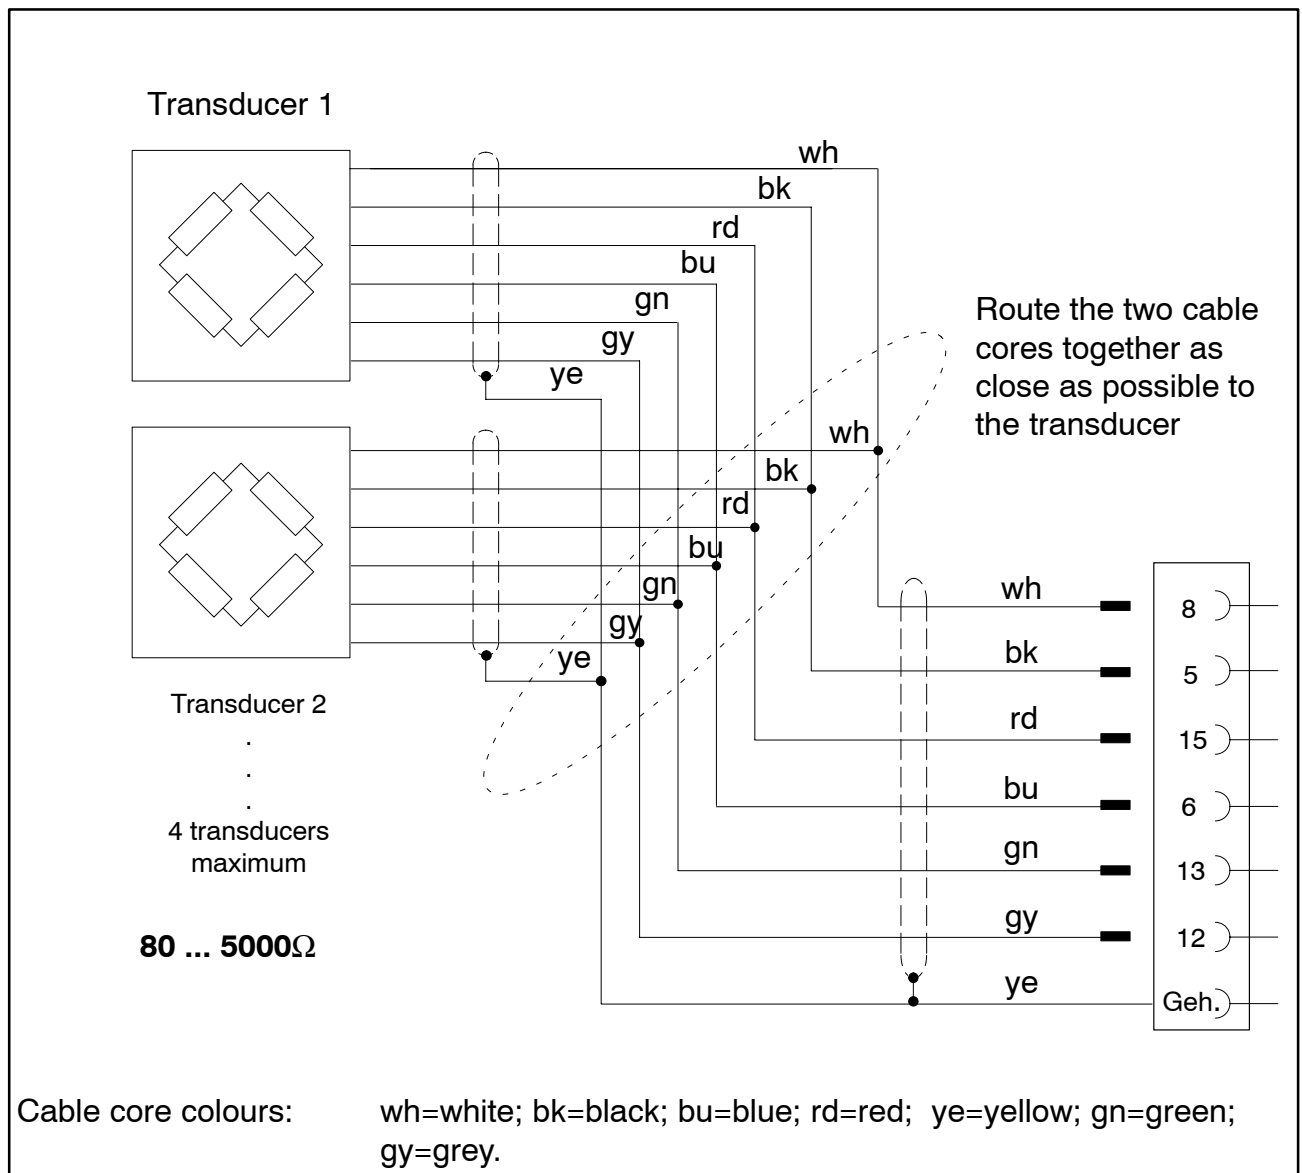 Transducer 1
wh
bk
rd
bu
gn
gy
ye
Route the two cable
cores together as
close as possible to
the transducer
wh
bk
rd
bu
gn
gy
ye
Transducer 2
.
.
.
4 transducers
maximum
80 ... 5000Ω
wh 8
bk 5
rd 15
bu 6
gn 13
gy 12
ye Geh.
Cable core colours: wh=white; bk=black; bu=blue; rd=red; ye=yellow; gn=green;
gy=grey.